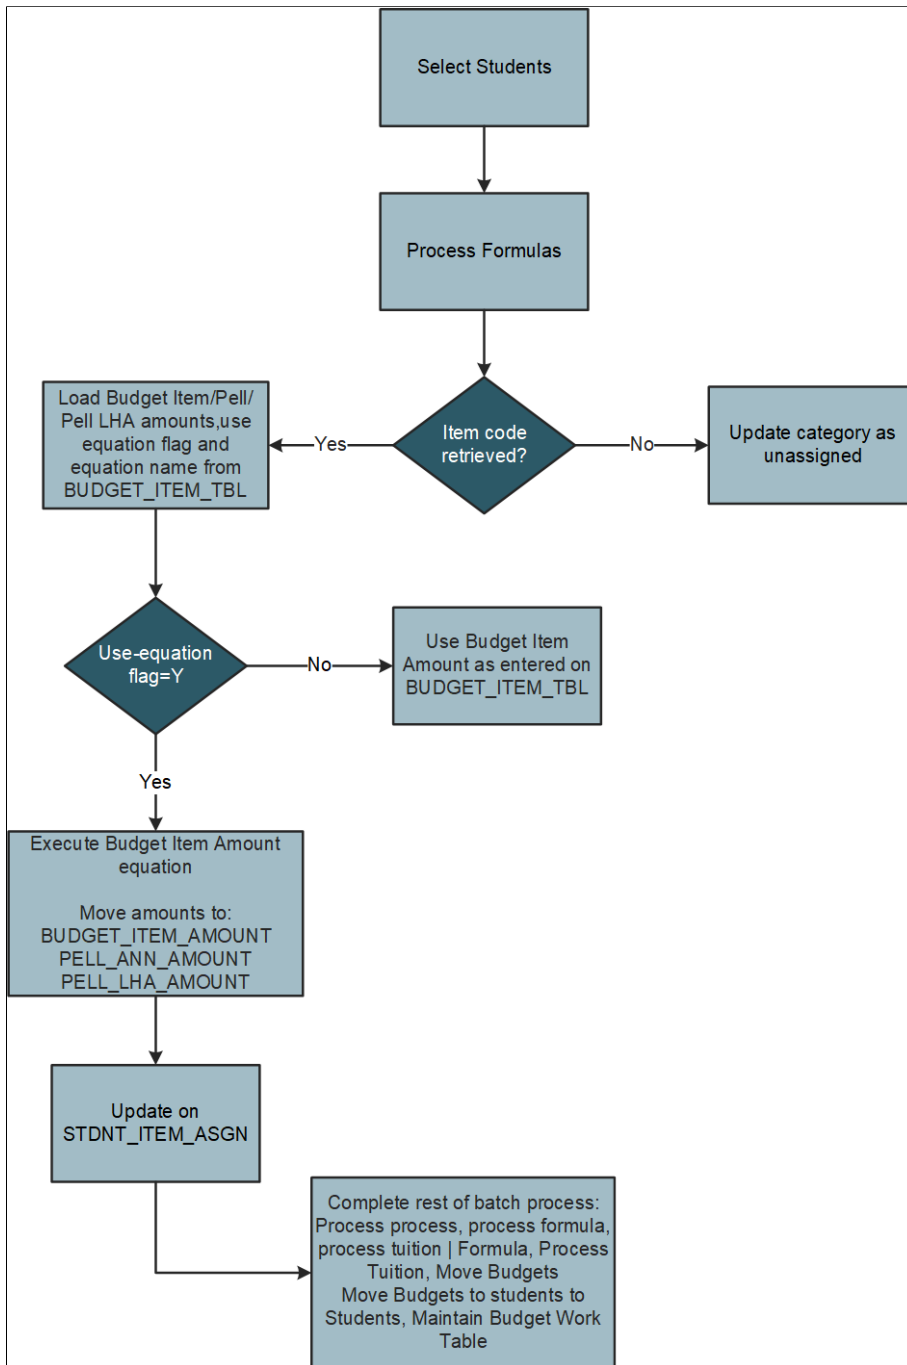 Select Students
Process Formulas
Item code
retrieved?
Yes
No
Load Budget Item/Pell/
Pell LHA amounts,use
equation flag and
equation name from
BUDGET_ITEM_TBL
Update category as
unassigned
Use-equation
flag=Y
No
Use Budget Item
Amount as entered on
BUDGET_ITEM_TBL
Yes
Execute Budget Item Amount
equation
Move amounts to:
BUDGET_ITEM_AMOUNT
PELL_ANN_AMOUNT
PELL_LHA_AMOUNT
Update on
STDNT_ITEM_ASGN
Complete rest of batch process:
Process process, process formula,
process tuition | Formula, Process
Tuition, Move Budgets
Move Budgets to students to
Students, Maintain Budget Work
Table